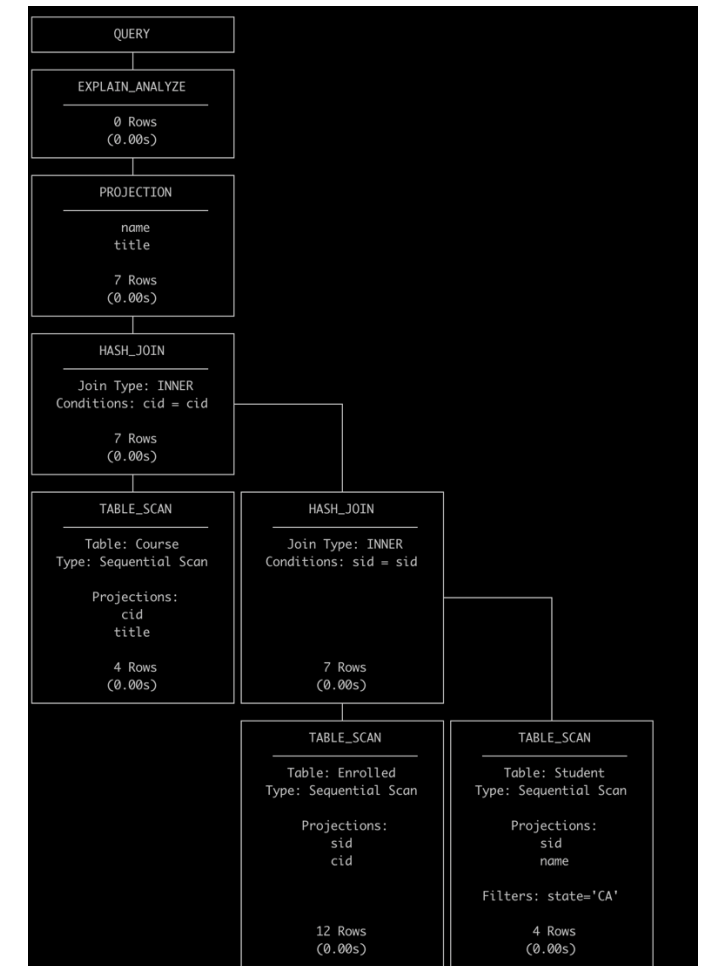 QUERY
EXPLAIN_ANALYZE
0 Rows
(0.00s)
PROJECTION
name
title
7 Rows
(0.00s)
HASH_JOIN
Join Type: INNER
Conditions: cid = cid
7 Rows
(0.00s)
TABLE_SCAN
Table: Course
Type: Sequential Scan
Projections:
cid
title
4 Rows
(0.00s)
HASH_JOIN
Join Type: INNER
Conditions: sid = sid
7 Rows
(0.00s)
TABLE_SCAN
Table: Enrolled
Type: Sequential Scan
Projections:
sid
cid
12 Rows
(0.00s)
TABLE_SCAN
Table: Student
Type: Sequential Scan
Projections:
sid
name
Filters: state='CA'
4 Rows
(0.00s)